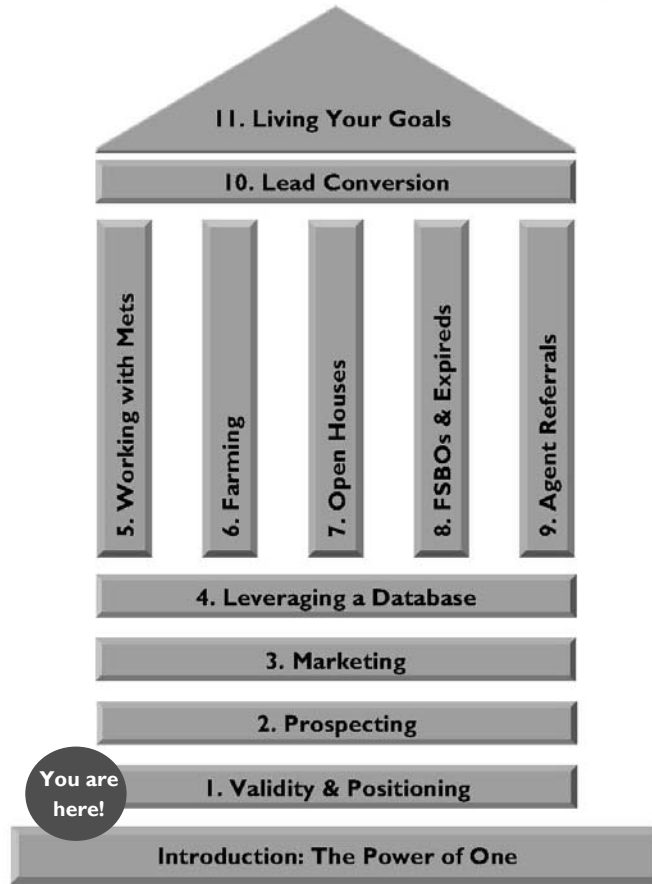 11. Living Your Goals
10. Lead Conversion
5. Working with Mets
6. Farming
7. Open Houses
8. FSBOs & Expireds
9. Agent Referrals
4. Leveraging a Database
3. Marketing
2. Prospecting
You are
here!
1. Validity & Positioning
Introduction: The Power of One